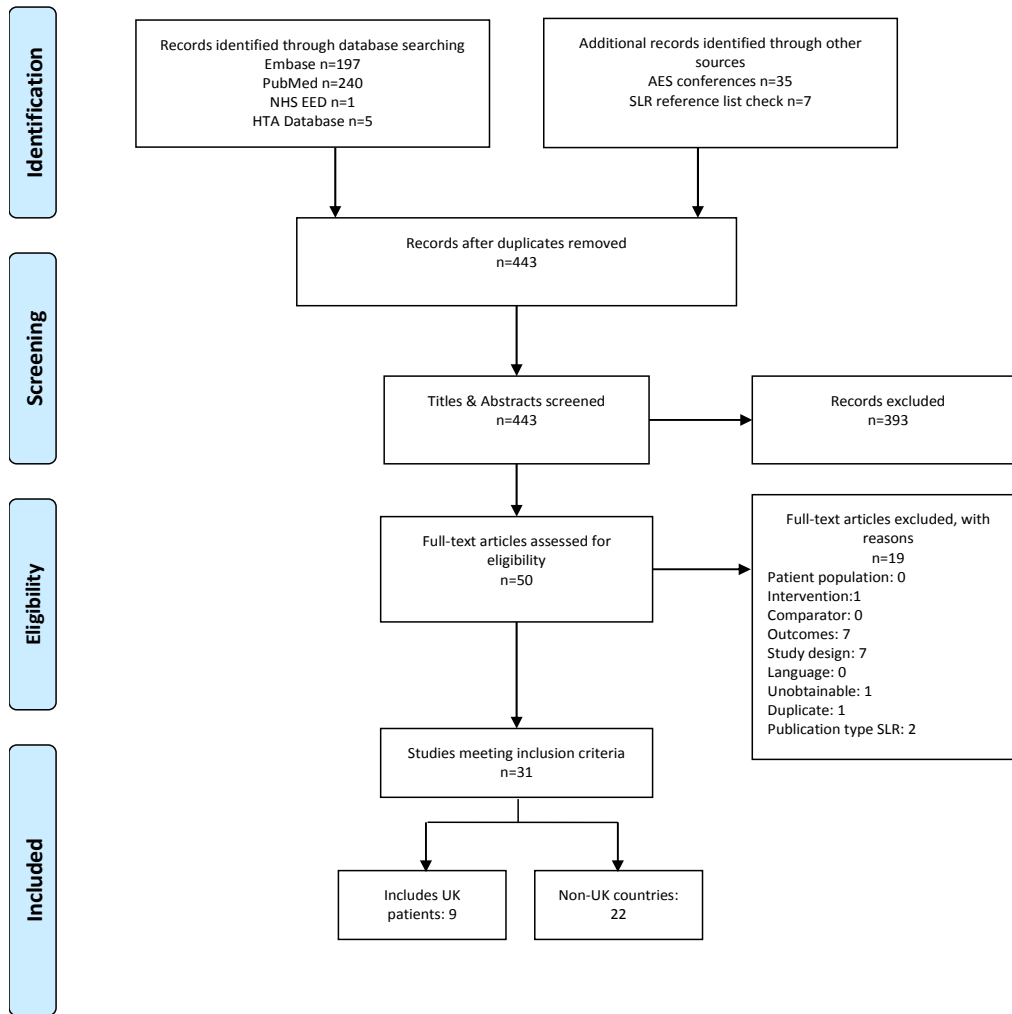 Identification
Records identified through database searching
Embase n=197
PubMed n=240
NHS EED n=1
HTA Database n=5
Additional records identified through other
sources
AES conferences n=35
SLR reference list check n=7
Records after duplicates removed
n=443
Screening
Titles & Abstracts screened
n=443
Records excluded
n=393
Eligibility
Full-text articles assessed for
eligibility
n=50
Full-text articles excluded, with
reasons
n=19
Patient population: 0
Intervention:1
Comparator: 0
Outcomes: 7
Study design: 7
Language: 0
Unobtainable: 1
Duplicate: 1
Publication type SLR: 2
Included
Studies meeting inclusion criteria
n=31
Includes UK
patients: 9
Non-UK countries:
22